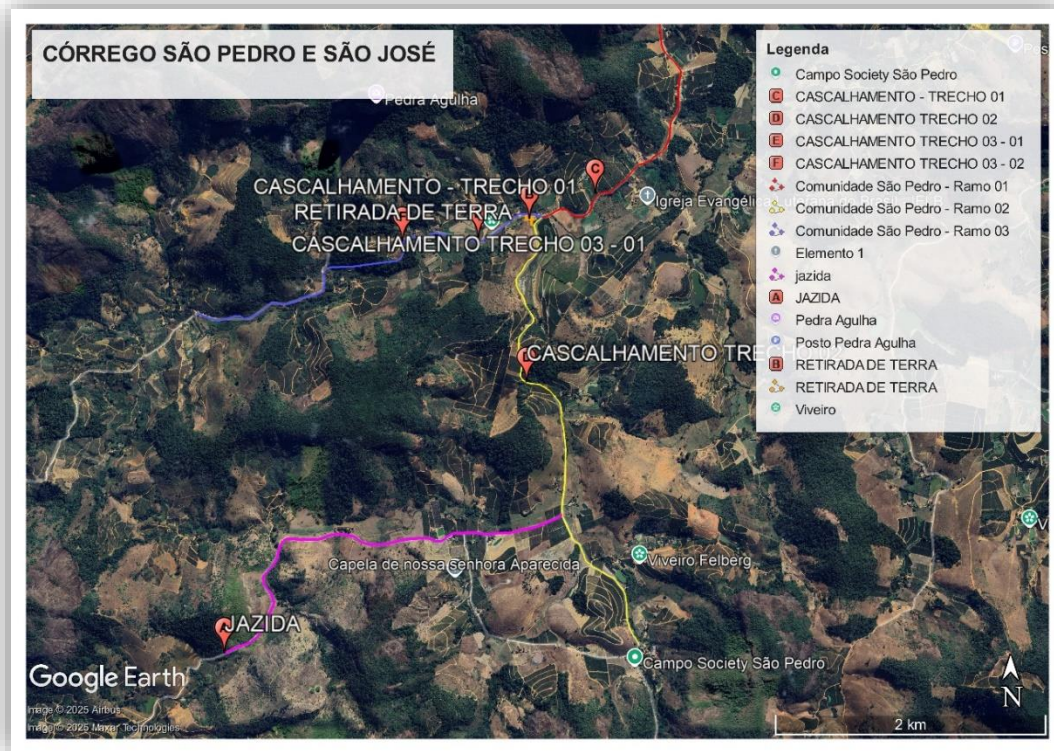 CÓRREGO SÃO PEDRO E SÃO JOSÉ
Legenda
Campo Society São Pedro
C CASCALHAMENTO - TRECHO 01
D CASCALHAMENTO TRECHO 02
E CASCALHAMENTO TRECHO 03 - 01
F CASCALHAMENTO TRECHO 03 - 02
Comunidade São Pedro - Ramo 01
Comunidade São Pedro - Ramo 02
Comunidade São Pedro - Ramo 03
Elemento 1
jazida
A JAZIDA
Pedra Agulha
P Posto Pedra Agulha
B RETIRADA DE TERRA
RETIRADA DE TERRA
Viveiro
Pedra Agulha
C
CASCALHAMENTO - TRECHO 01
Igreja Evangélica Luterana
RETIRADA DE TERRA
CASCALHAMENTO TRECHO 03 - 01
CASCALHAMENTO TRECHO
Capela de nossa senhora Aparecida
Viveiro Felberg
A JAZIDA
Campo Society São Pedro
Google Earth
Image © 2025 Airbus
Image © 2025 Maxar Technologies
N
2 km